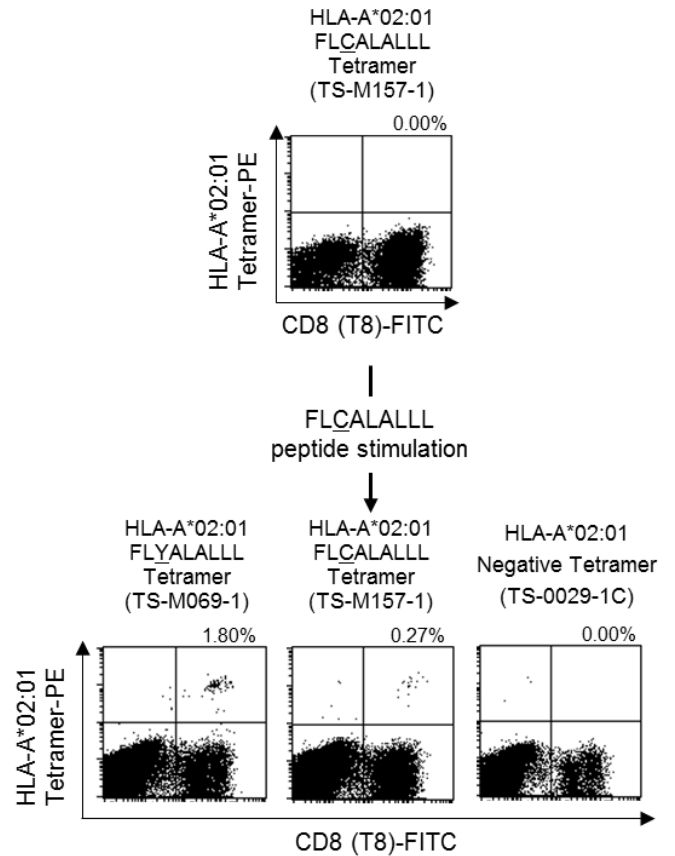 HLA-A*02:01
FLCALALLL
Tetramer
(TS-M157-1)
0.00%
HLA-A*02:01
Tetramer-PE
CD8 (T8)-FITC
FLCALALLL
peptide stimulation
HLA-A*02:01
FLYALALLL
Tetramer
(TS-M069-1)
HLA-A*02:01
FLCALALLL
Tetramer
(TS-M157-1)
HLA-A*02:01
Negative Tetramer
(TS-0029-1C)
1.80%
0.27%
0.00%
HLA-A*02:01
Tetramer-PE
CD8 (T8)-FITC